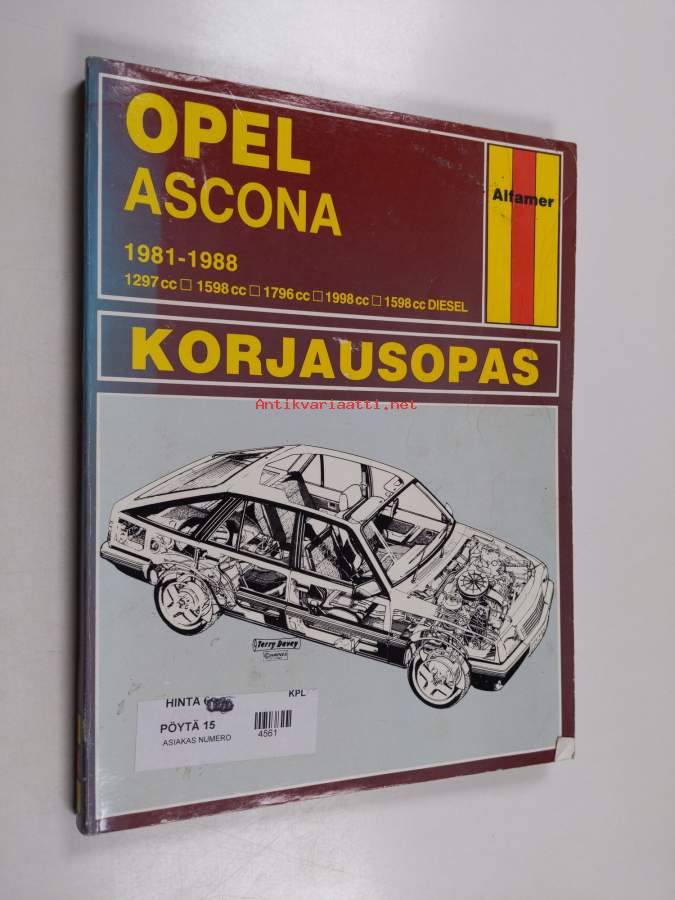 OPEL
ASCONA
1981-1988
1297 cc □ 1598 cc □ 1796 cc □ 1998 cc □ 1598 cc DIESEL
Alfamer
KORJAUSOPAS
Antikvariaatti.net
Terry Davey
HINTA
KPL
PÖYTÄ 15
ASIAKAS NUMERO
4561